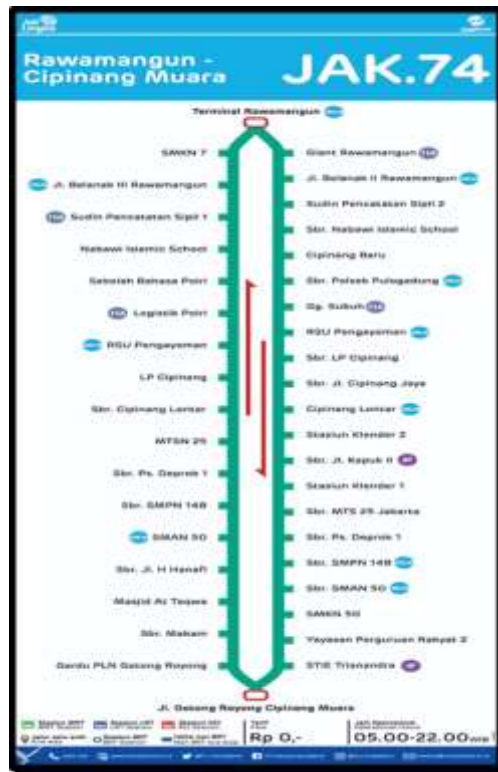 Rawamangun -
Cipinang Muara
JAK.74
Terminal Rawamangun
SMKN 7
Jl. Belanak III Rawamangun
Sudin Pencatatan Sipil 1
Nabawi Islamic School
Sekolah Bahasa Polri
Logistik Polri
RSU Pengayoman
LP Cipinang
Sbr. Cipinang Lontar
MTSN 25
Sbr. Ps. Deprok 1
Sbr. SMPN 148
SMAN 50
Sbr. Jl. H Hanafi
Masjid At Taqwa
Sbr. Makam
Gardu PLN Gotong Royong
Giant Rawamangun
Jl. Belanak II Rawamangun
Sudin Pencatatan Sipil 2
Sbr. Nabawi Islamic School
Cipinang Baru
Sbr. Polsek Pulogadung
Gg. Subuh
RSU Pengayoman
Sbr. LP Cipinang
Sbr. Jl. Cipinang Jaya
Cipinang Lontar
Stasiun Klender 2
Sbr. Jl. Kapuk II
Stasiun Klender 1
Sbr. MTS 25 Jakarta
Sbr. Ps. Deprok 1
Sbr. SMPN 148
Sbr. SMAN 50
SMKN 50
Yayasan Perguruan Rakyat 2
STIE Trianandra
Jl. Gotong Royong Cipinang Muara
Rp 0,-
05.00-22.00